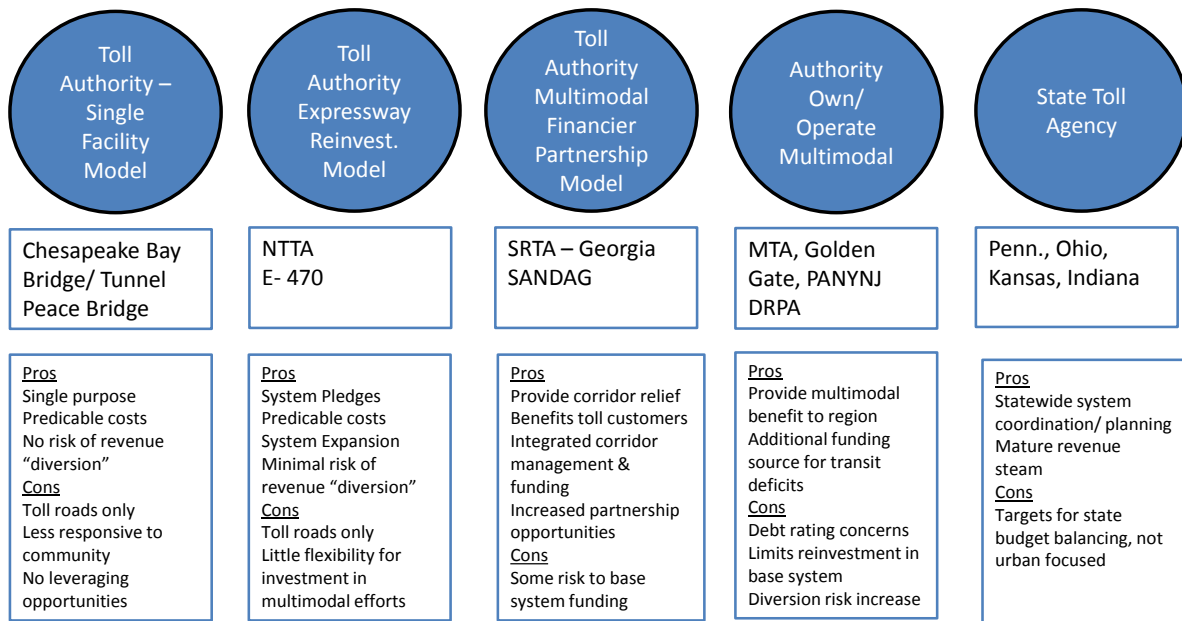 Toll
Authority –
Single
Facility
Model
Toll
Authority
Expressway
Reinvest.
Model
Toll
Authority
Multimodal
Financier
Partnership
Model
Authority
Own/
Operate
Multimodal
State Toll
Agency
Chesapeake Bay
Bridge/ Tunnel
Peace Bridge
NTTA
E- 470
SRTA – Georgia
SANDAG
MTA, Golden
Gate, PANYNJ
DRPA
Penn., Ohio,
Kansas, Indiana
Pros
Single purpose
Predicable costs
No risk of revenue
“diversion”
Cons
Toll roads only
Less responsive to
community
No leveraging
opportunities
Pros
System Pledges
Predicable costs
System Expansion
Minimal risk of
revenue “diversion”
Cons
Toll roads only
Little flexibility for
investment in
multimodal efforts
Pros
Provide corridor relief
Benefits toll customers
Integrated corridor
management &
funding
Increased partnership
opportunities
Cons
Some risk to base
system funding
Pros
Provide multimodal
benefit to region
Additional funding
source for transit
deficits
Cons
Debt rating concerns
Limits reinvestment in
base system
Diversion risk increase
Pros
Statewide system
coordination/ planning
Mature revenue
steam
Cons
Targets for state
budget balancing, not
urban focused